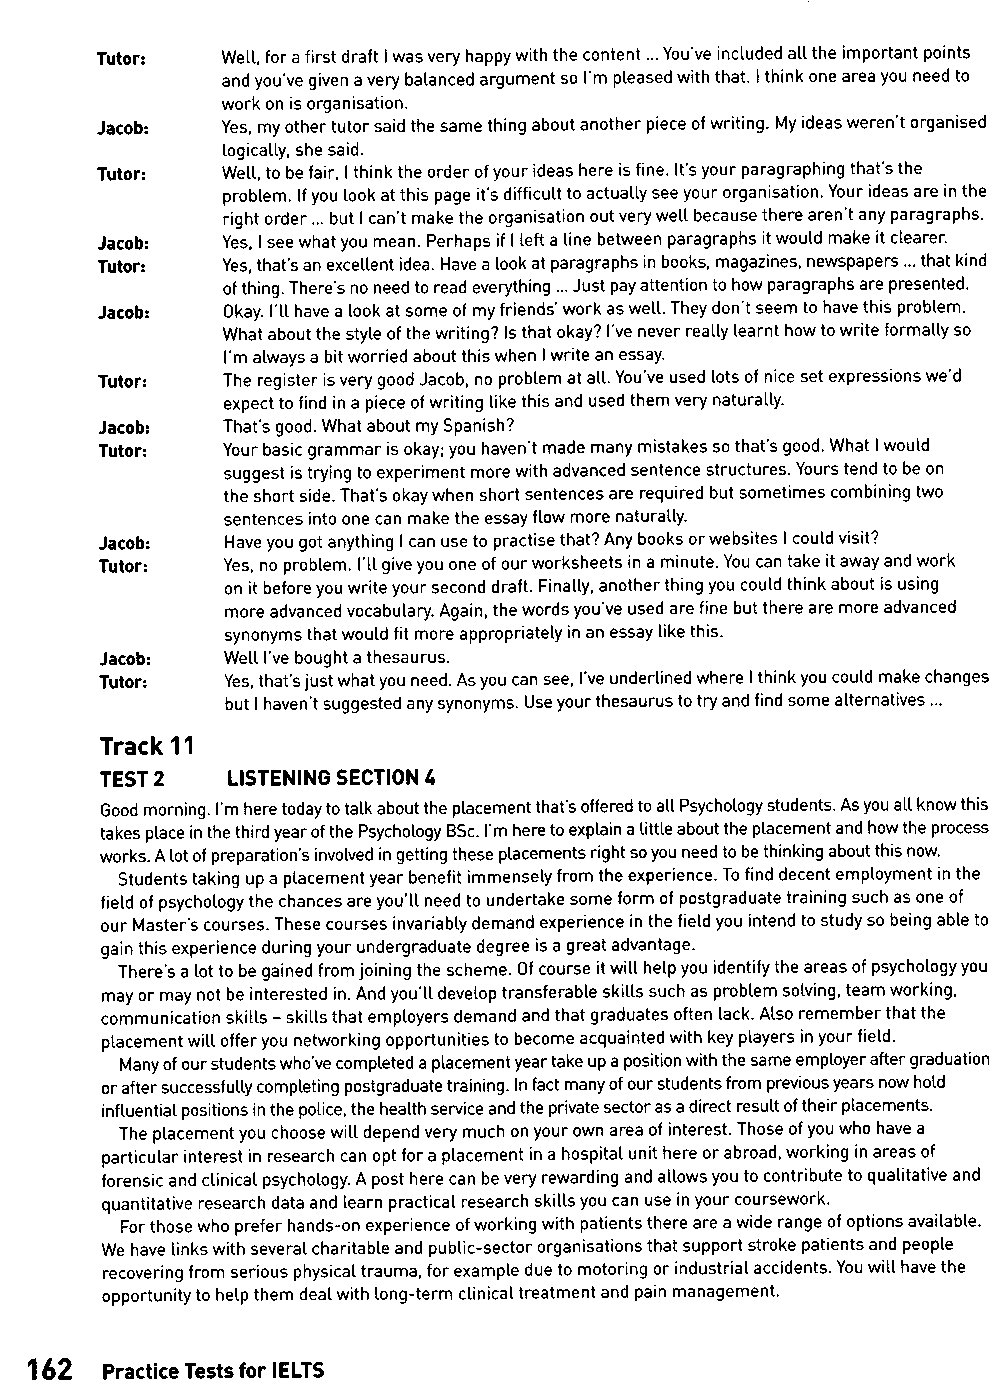 Tutor: Well, for a first draft I was very happy with the content ... You've included all the important points
and you've given a very balanced argument so I'm pleased with that. I think one area you need to
work on is organisation.
Jacob: Yes, my other tutor said the same thing about another piece of writing. My ideas weren't organised
logically, she said.
Tutor: Well, to be fair, I think the order of your ideas here is fine. It's your paragraphing that's the
problem. If you look at this page it's difficult to actually see your organisation. Your ideas are in the
right order ... but I can't make the organisation out very well because there aren't any paragraphs.
Jacob: Yes, I see what you mean. Perhaps if I left a line between paragraphs it would make it clearer.
Tutor: Yes, that's an excellent idea. Have a look at paragraphs in books, magazines, newspapers ... that kind
of thing. There's no need to read everything ... Just pay attention to how paragraphs are presented.
Jacob: Okay. I'll have a look at some of my friends' work as well. They don't seem to have this problem.
What about the style of the writing? Is that okay? I've never really learnt how to write formally so
I'm always a bit worried about this when I write an essay.
Tutor: The register is very good Jacob, no problem at all. You've used lots of nice set expressions we'd
expect to find in a piece of writing like this and used them very naturally.
Jacob: That's good. What about my Spanish?
Tutor: Your basic grammar is okay; you haven't made many mistakes so that's good. What I would
suggest is trying to experiment more with advanced sentence structures. Yours tend to be on
the short side. That's okay when short sentences are required but sometimes combining two
sentences into one can make the essay flow more naturally.
Jacob: Have you got anything I can use to practise that? Any books or websites I could visit?
Tutor: Yes, no problem. I'll give you one of our worksheets in a minute. You can take it away and work
on it before you write your second draft. Finally, another thing you could think about is using
more advanced vocabulary. Again, the words you've used are fine but there are more advanced
synonyms that would fit more appropriately in an essay like this.
Jacob: Well I've bought a thesaurus.
Tutor: Yes, that's just what you need. As you can see, I've underlined where I think you could make changes
but I haven't suggested any synonyms. Use your thesaurus to try and find some alternatives ...
Track 11
TEST 2 LISTENING SECTION 4
Good morning. I'm here today to talk about the placement that's offered to all Psychology students. As you all know this
takes place in the third year of the Psychology BSc. I'm here to explain a little about the placement and how the process
works. A lot of preparation's involved in getting these placements right so you need to be thinking about this now.
Students taking up a placement year benefit immensely from the experience. To find decent employment in the
field of psychology the chances are you'll need to undertake some form of postgraduate training such as one of
our Master's courses. These courses invariably demand experience in the field you intend to study so being able to
gain this experience during your undergraduate degree is a great advantage.
There's a lot to be gained from joining the scheme. Of course it will help you identify the areas of psychology you
may or may not be interested in. And you'll develop transferable skills such as problem solving, team working,
communication skills – skills that employers demand and that graduates often lack. Also remember that the
placement will offer you networking opportunities to become acquainted with key players in your field.
Many of our students who've completed a placement year take up a position with the same employer after graduation
or after successfully completing postgraduate training. In fact many of our students from previous years now hold
influential positions in the police, the health service and the private sector as a direct result of their placements.
The placement you choose will depend very much on your own area of interest. Those of you who have a
particular interest in research can opt for a placement in a hospital unit here or abroad, working in areas of
forensic and clinical psychology. A post here can be very rewarding and allows you to contribute to qualitative and
quantitative research data and learn practical research skills you can use in your coursework.
For those who prefer hands-on experience of working with patients there are a wide range of options available.
We have links with several charitable and public-sector organisations that support stroke patients and people
recovering from serious physical trauma, for example due to motoring or industrial accidents. You will have the
opportunity to help them deal with long-term clinical treatment and pain management.
162 Practice Tests for IELTS